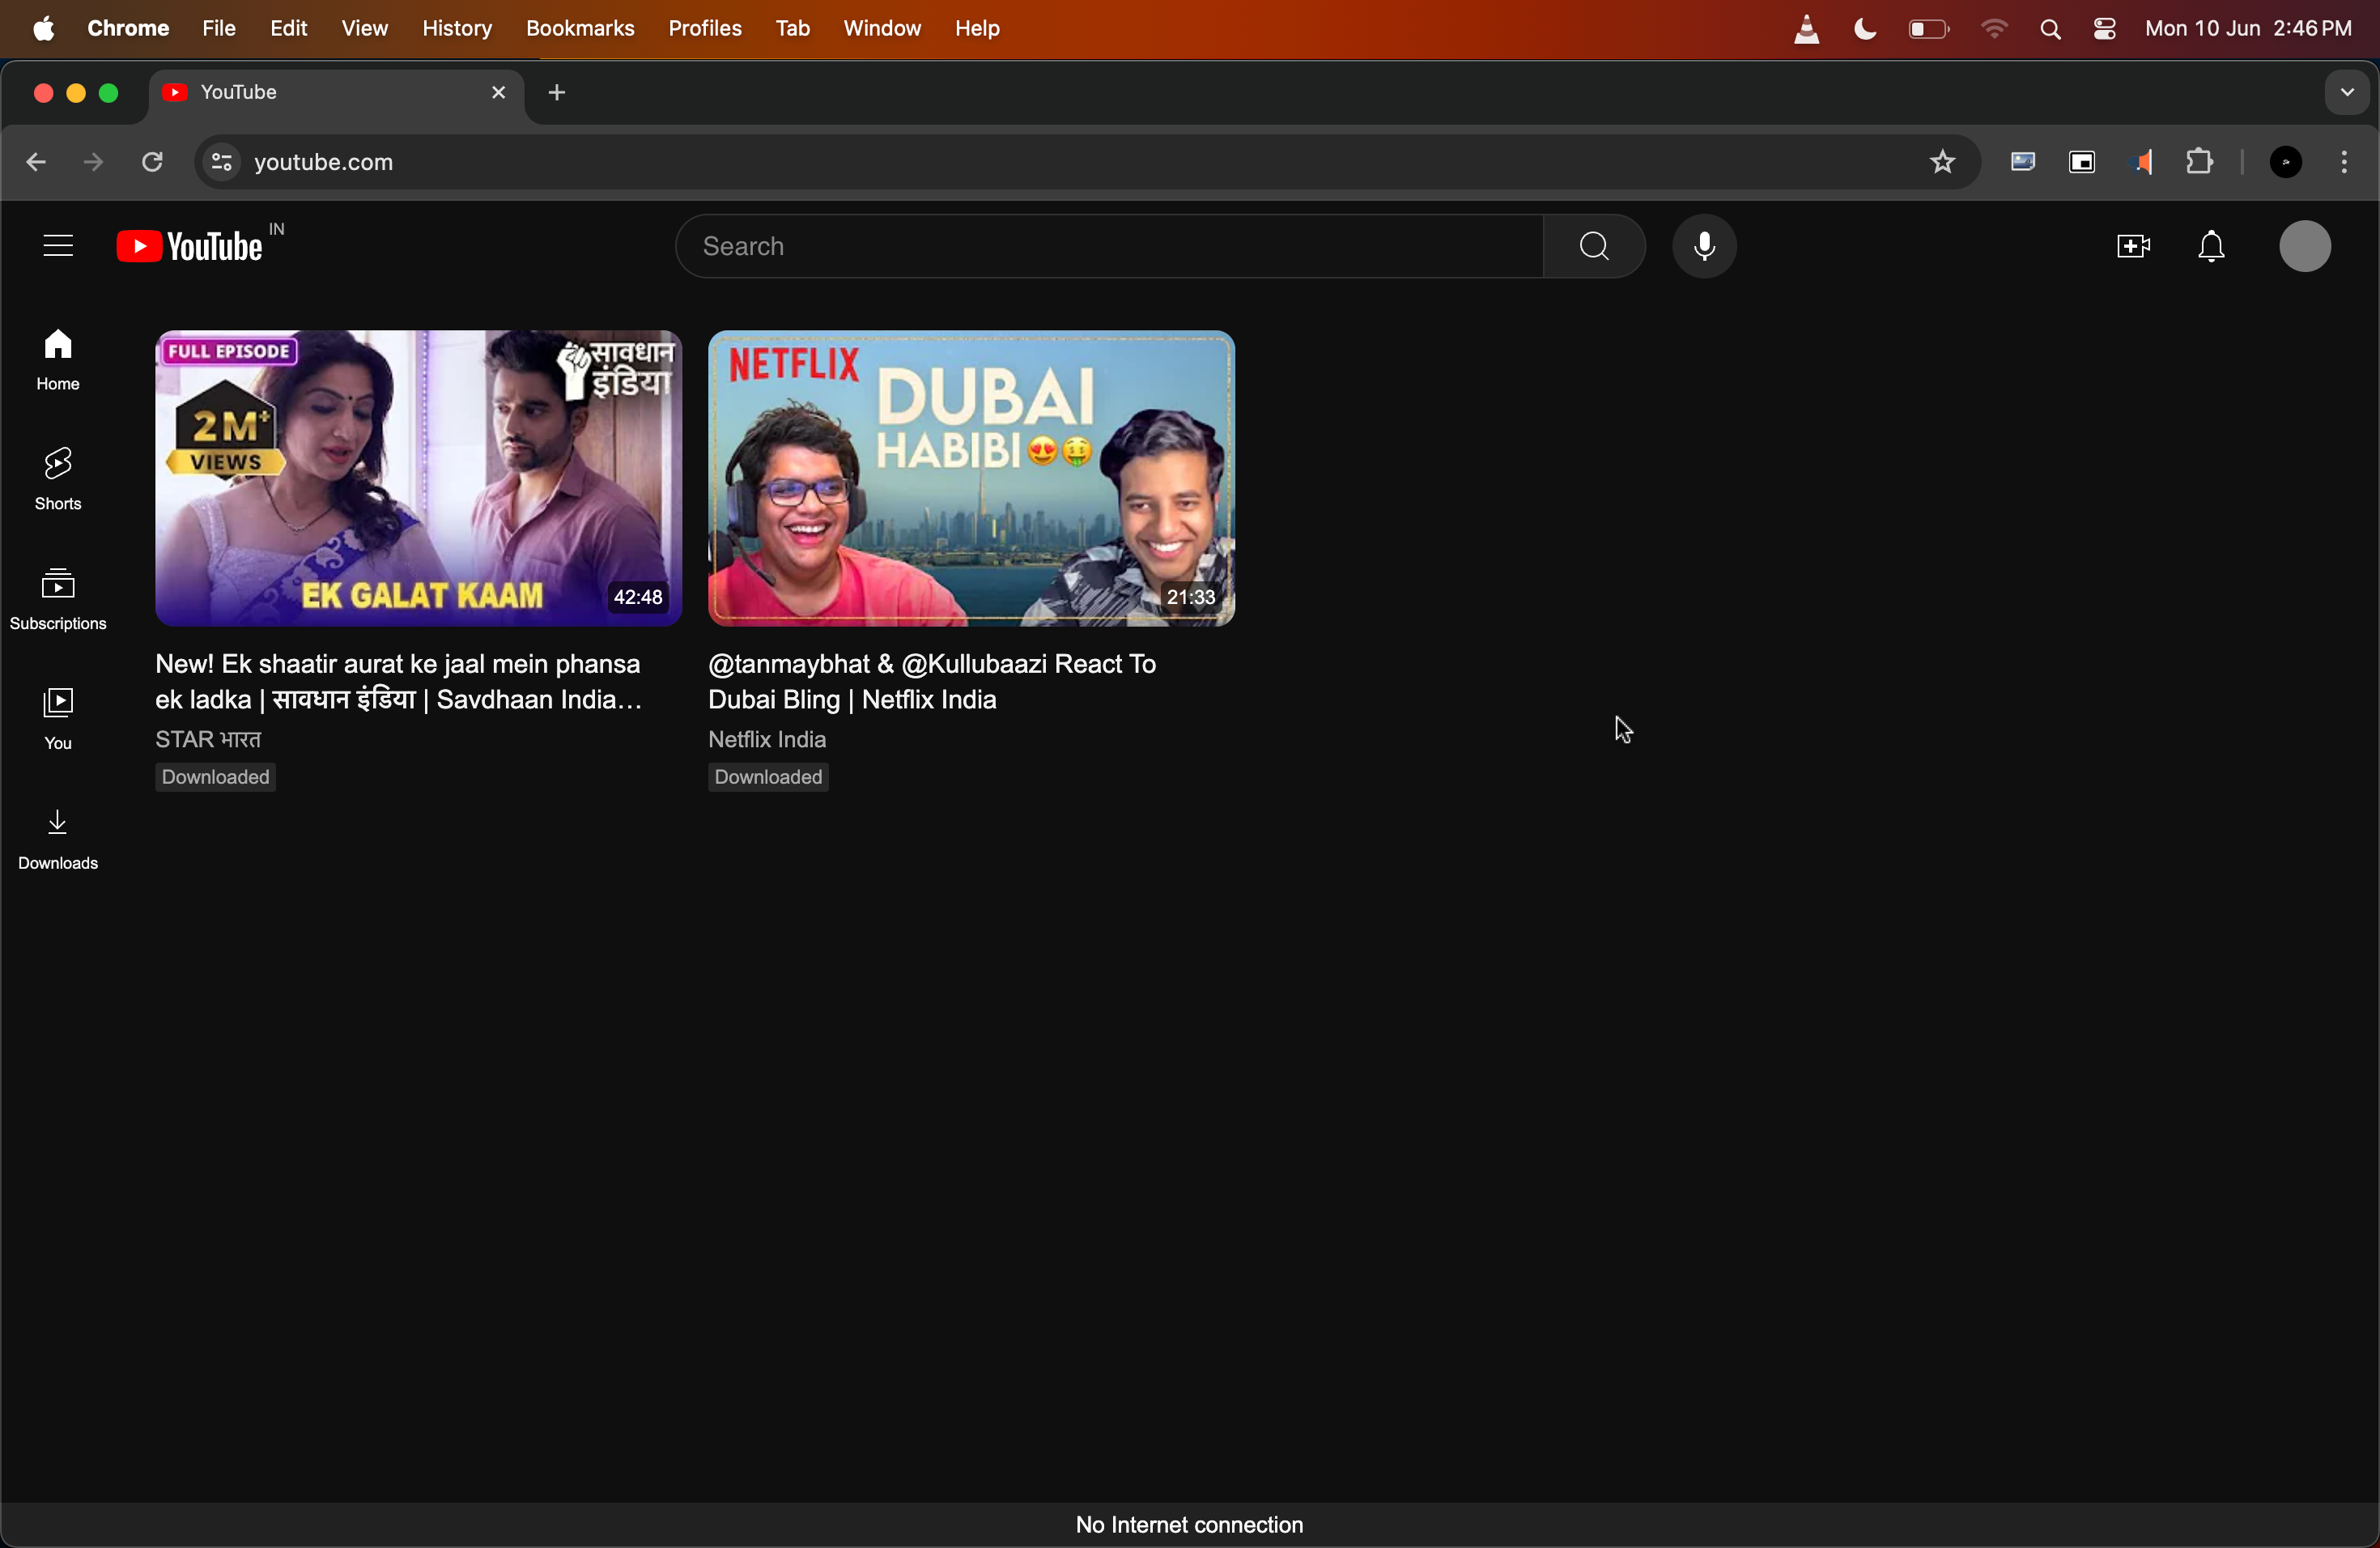 Chrome File Edit View History Bookmarks Profiles Tab Window Help Mon 10 Jun 2:46 PM
YouTube
youtube.com
YouTube IN
Search
Home
Shorts
Subscriptions
You
Downloads
FULL EPISODE
सावधान
इंडिया
2M+
VIEWS
EK GALAT KAAM
42:48
New! Ek shaatir aurat ke jaal mein phansa
ek ladka | सावधान इंडिया | Savdhaan India...
STAR भारत
Downloaded
NETFLIX
DUBAI
HABIBI😍🤑
21:33
@tanmaybhat & @Kullubaazi React To
Dubai Bling | Netflix India
Netflix India
Downloaded
No Internet connection